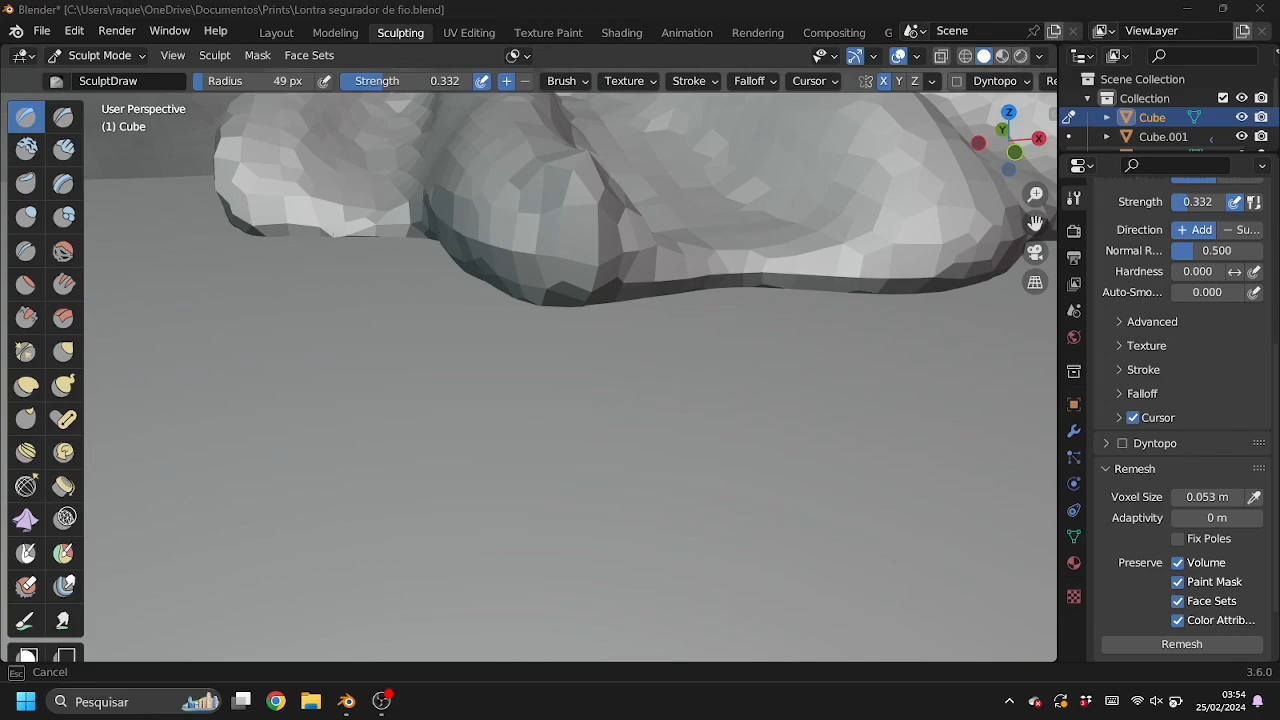 Blender* [C:\Users\raque\OneDrive\Documentos\Prints\Lontra segurador de fio.blend]
File Edit Render Window Help Layout Modeling Sculpting UV Editing Texture Paint Shading Animation Rendering Compositing G Scene ViewLayer
Sculpt Mode View Sculpt Mask Face Sets
SculptDraw Radius 49 px Strength 0.332 Brush Texture Stroke Falloff Cursor X Y Z Dyntopo Re
Scene Collection
Collection
Cube
Cube.001
User Perspective
(1) Cube
Z
Y
X
Strength 0.332
Direction Add Su...
Normal R... 0.500
Hardness 0.000
Auto-Smo... 0.000
Advanced
Texture
Stroke
Falloff
Cursor
Dyntopo
Remesh
Voxel Size 0.053 m
Adaptivity 0 m
Fix Poles
Preserve Volume
Paint Mask
Face Sets
Color Attrib...
Remesh
Esc Cancel 3.6.0
Pesquisar
03:54
25/02/2024